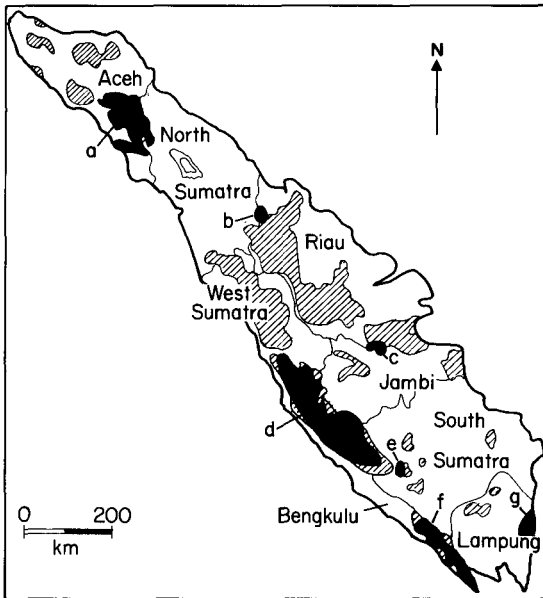 N
Aceh
a
North
Sumatra
b
Riau
West
Sumatra
c
Jambi
d
South
e
Sumatra
Bengkulu
f
g
Lampung
0 200
km